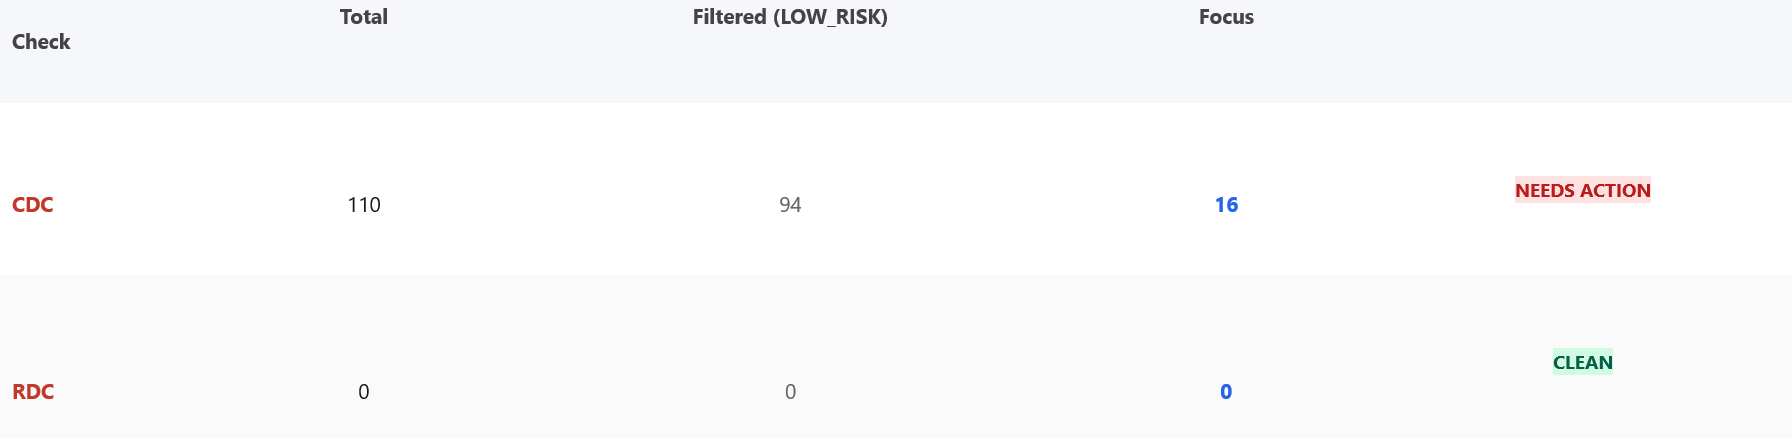 Check Total Filtered (LOW_RISK) Focus
CDC 110 94 16 NEEDS ACTION
RDC 0 0 0 CLEAN